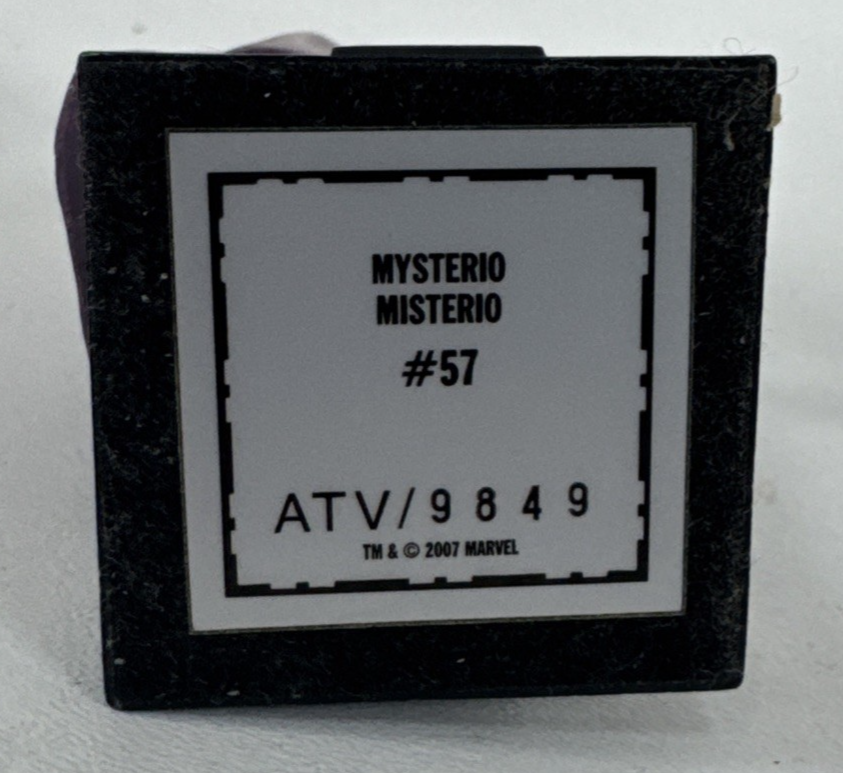 MYSTERIO
MISTERIO
#57
ATV/9849
TM & © 2007 MARVEL